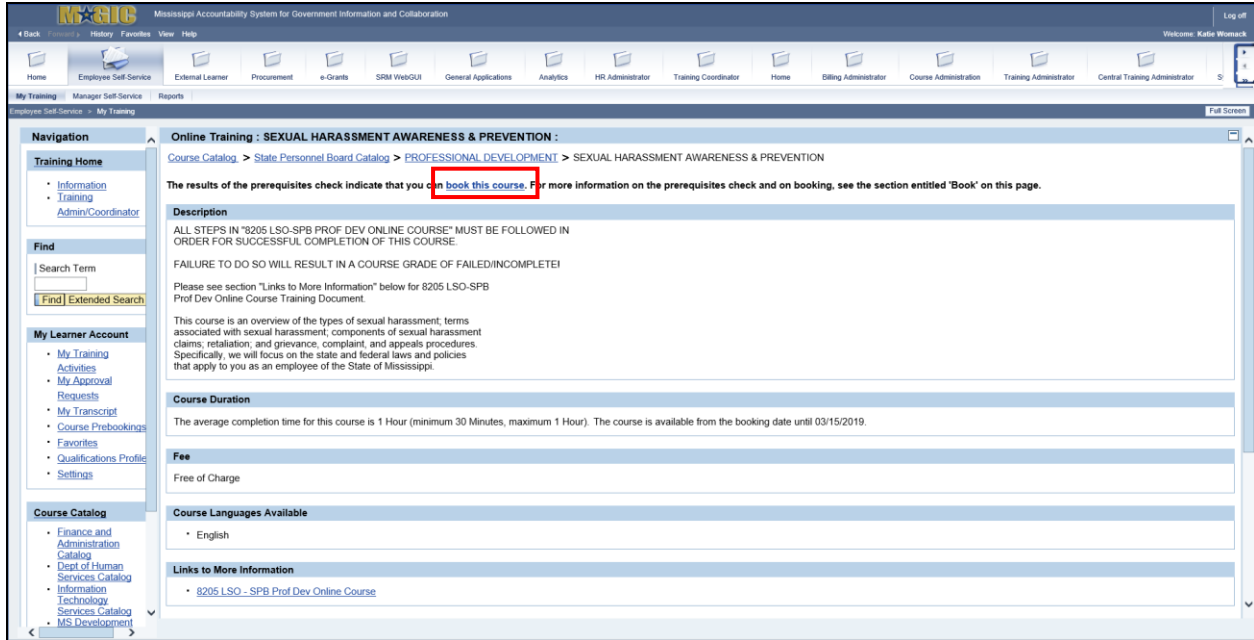 MAGIC Mississippi Accountability System for Government Information and Collaboration Log off
Back Forward History Favorites View Help Welcome: Katie Womack
Home Employee Self-Service External Learner Procurement e-Grants SRM WebGUI General Applications Analytics HR Administrator Training Coordinator Home Billing Administrator Course Administration Training Administrator Central Training Administrator S
My Training Manager Self-Service Reports
Employee Self-Service > My Training Full Screen
Navigation
Training Home
• Information
• Training
Admin/Coordinator
Find
Search Term
Find Extended Search
My Learner Account
• My Training
Activities
• My Approval
Requests
• My Transcript
• Course Prebookings
• Favorites
• Qualifications Profile
• Settings
Course Catalog
• Finance and
Administration
Catalog
• Dept of Human
Services Catalog
• Information
Technology
Services Catalog
• MS Development
Online Training : SEXUAL HARASSMENT AWARENESS & PREVENTION :
Course Catalog > State Personnel Board Catalog > PROFESSIONAL DEVELOPMENT > SEXUAL HARASSMENT AWARENESS & PREVENTION
The results of the prerequisites check indicate that you can book this course. For more information on the prerequisites check and on booking, see the section entitled 'Book' on this page.
Description
ALL STEPS IN "8205 LSO-SPB PROF DEV ONLINE COURSE" MUST BE FOLLOWED IN
ORDER FOR SUCCESSFUL COMPLETION OF THIS COURSE.
FAILURE TO DO SO WILL RESULT IN A COURSE GRADE OF FAILED/INCOMPLETE!
Please see section "Links to More Information" below for 8205 LSO-SPB
Prof Dev Online Course Training Document.
This course is an overview of the types of sexual harassment; terms
associated with sexual harassment; components of sexual harassment
claims; retaliation; and grievance, complaint, and appeals procedures.
Specifically, we will focus on the state and federal laws and policies
that apply to you as an employee of the State of Mississippi.
Course Duration
The average completion time for this course is 1 Hour (minimum 30 Minutes, maximum 1 Hour). The course is available from the booking date until 03/15/2019.
Fee
Free of Charge
Course Languages Available
• English
Links to More Information
• 8205 LSO - SPB Prof Dev Online Course